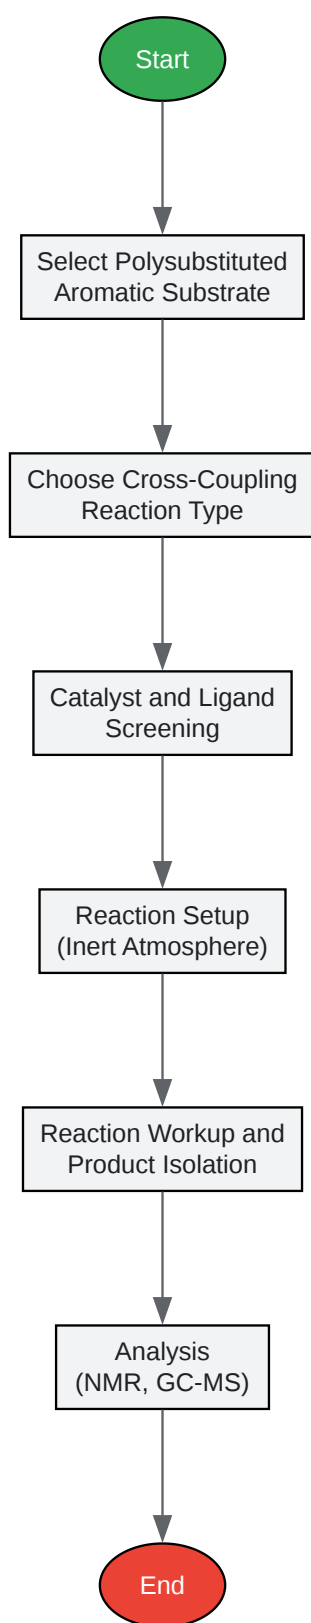 Start
Select Polysubstituted
Aromatic Substrate
Choose Cross-Coupling
Reaction Type
Catalyst and Ligand
Screening
Reaction Setup
(Inert Atmosphere)
Reaction Workup and
Product Isolation
Analysis
(NMR, GC-MS)
End